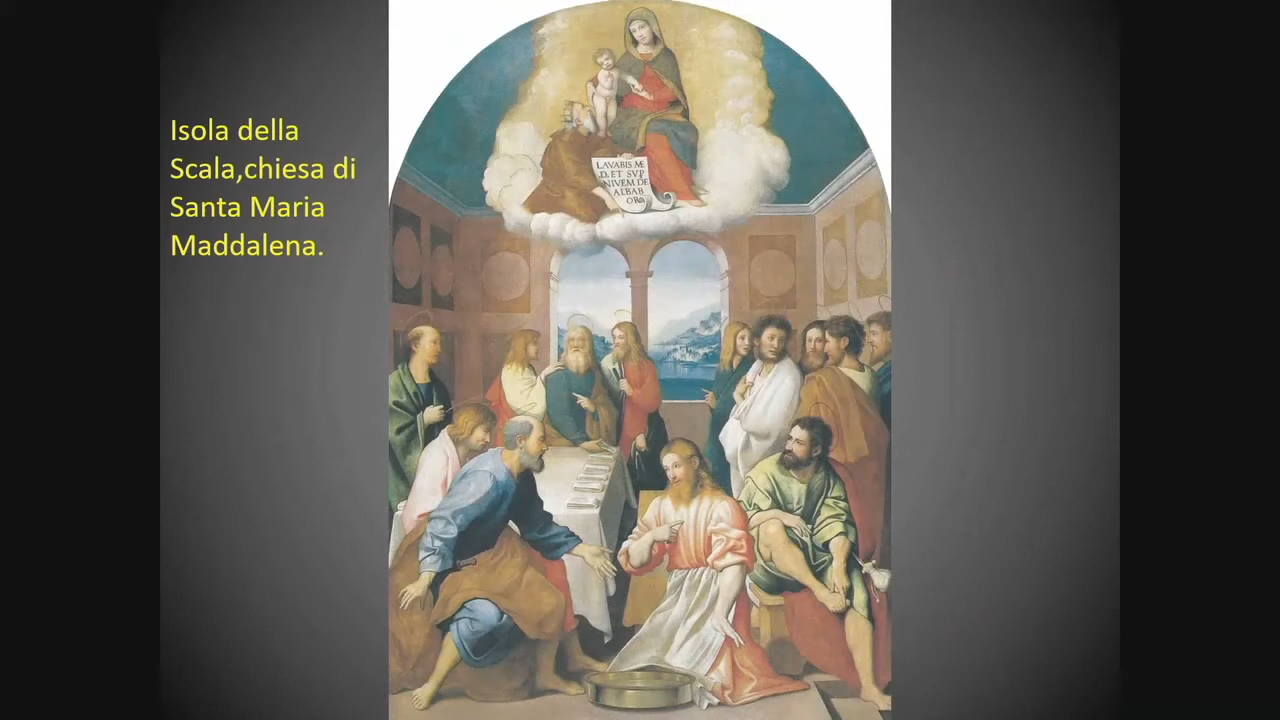 Isola della
Scala,chiesa di
Santa Maria
Maddalena.
LAVABIS ME
.D. ET SVP
NIVEM DE
ALBAB
OR